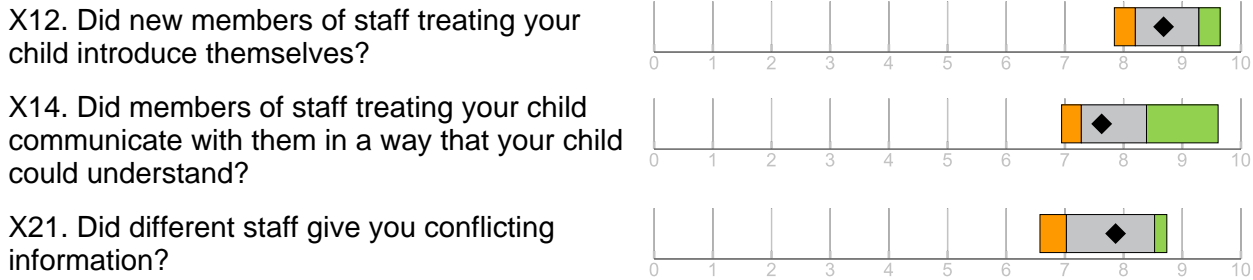 X12. Did new members of staff treating your
child introduce themselves?
0 1 2 3 4 5 6 7 8 9 10
X14. Did members of staff treating your child
communicate with them in a way that your child
could understand?
0 1 2 3 4 5 6 7 8 9 10
X21. Did different staff give you conflicting
information?
0 1 2 3 4 5 6 7 8 9 10